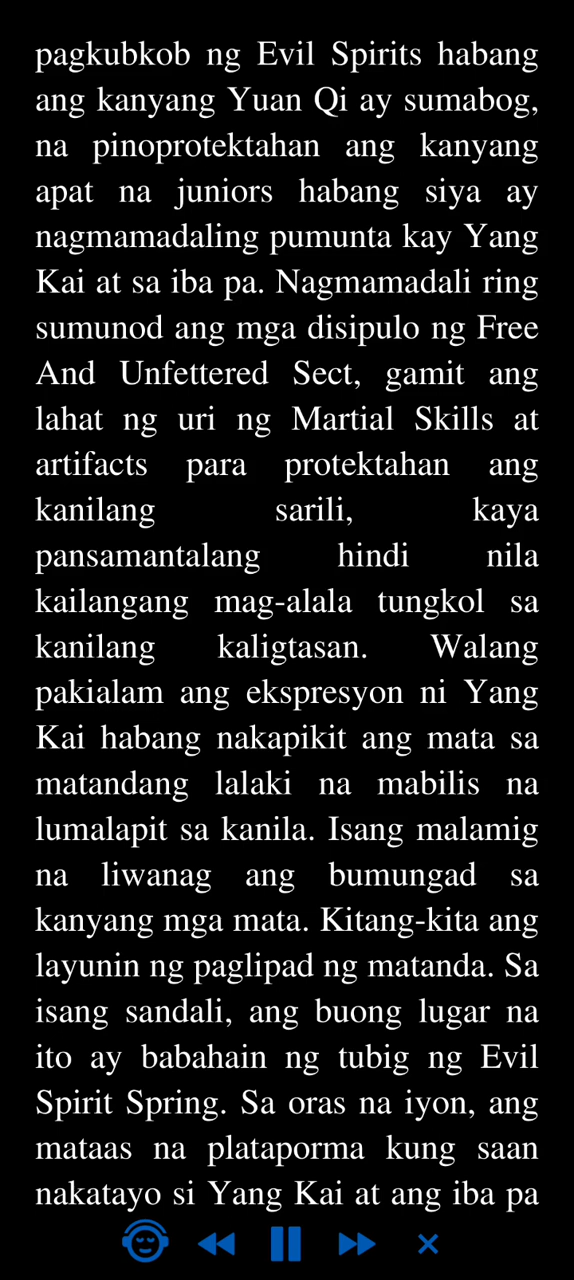 pagkubkob ng Evil Spirits habang
ang kanyang Yuan Qi ay sumabog,
na pinoprotektahan ang kanyang
apat na juniors habang siya ay
nagmamadaling pumunta kay Yang
Kai at sa iba pa. Nagmamadali ring
sumunod ang mga disipulo ng Free
And Unfettered Sect, gamit ang
lahat ng uri ng Martial Skills at
artifacts para protektahan ang
kanilang sarili, kaya
pansamantalang hindi nila
kailangang mag-alala tungkol sa
kanilang kaligtasan. Walang
pakialam ang ekspresyon ni Yang
Kai habang nakapikit ang mata sa
matandang lalaki na mabilis na
lumalapit sa kanila. Isang malamig
na liwanag ang bumungad sa
kanyang mga mata. Kitang-kita ang
layunin ng paglipad ng matanda. Sa
isang sandali, ang buong lugar na
ito ay babahain ng tubig ng Evil
Spirit Spring. Sa oras na iyon, ang
mataas na plataporma kung saan
nakatayo si Yang Kai at ang iba pa